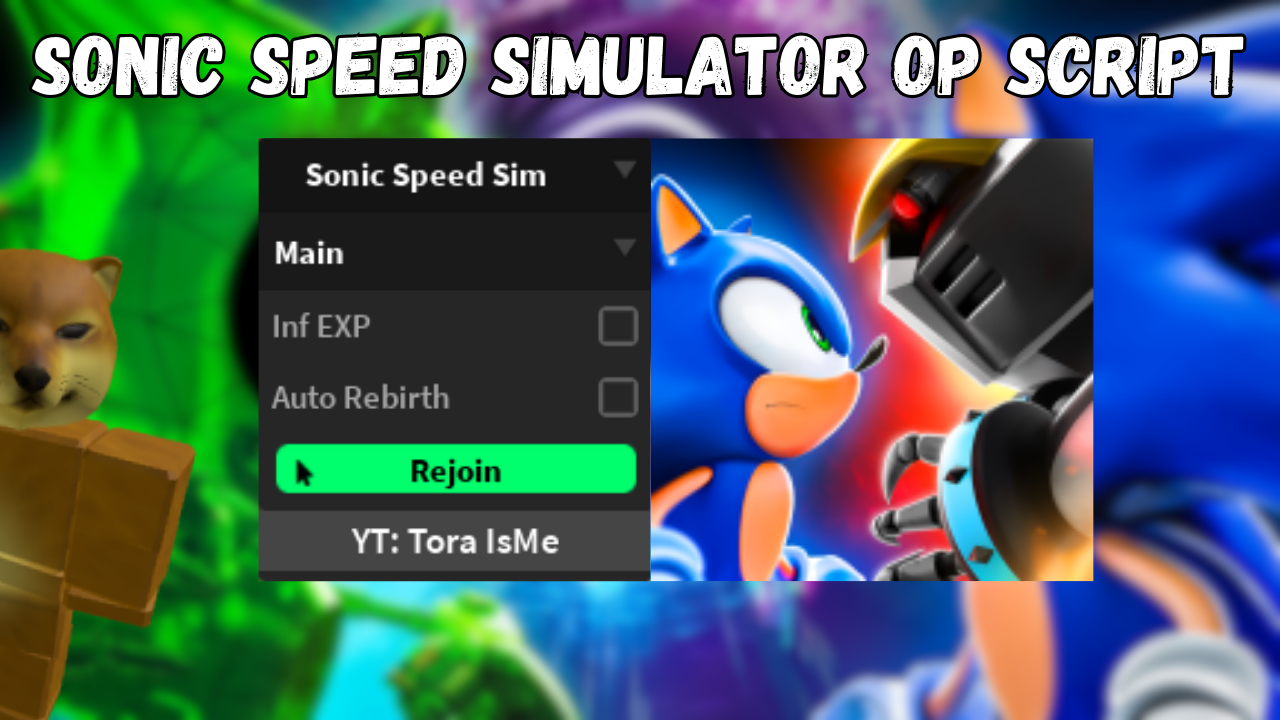 SONIC SPEED SIMULATOR OP SCRIPT
Sonic Speed Sim
Main
Inf EXP
Auto Rebirth
Rejoin
YT: Tora IsMe